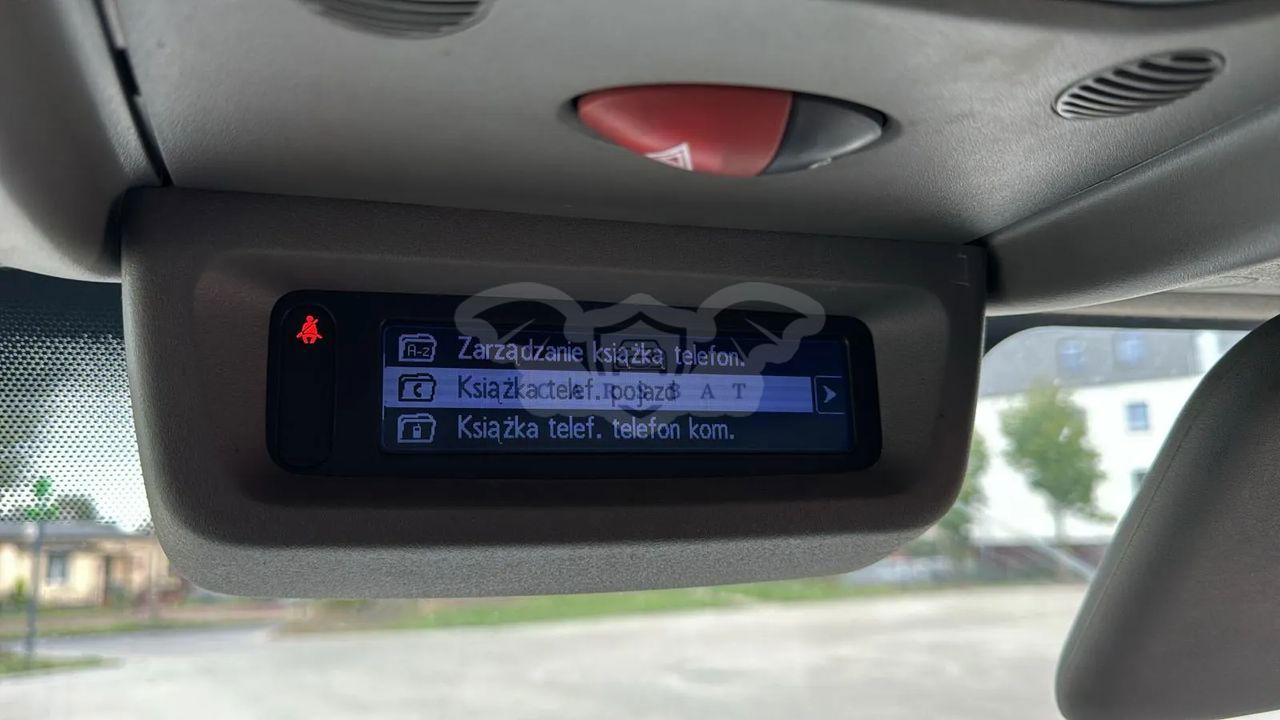 A-Z
Zarządzanie książką telefon.
Książka telef. pojazd
Książka telef. telefon kom.